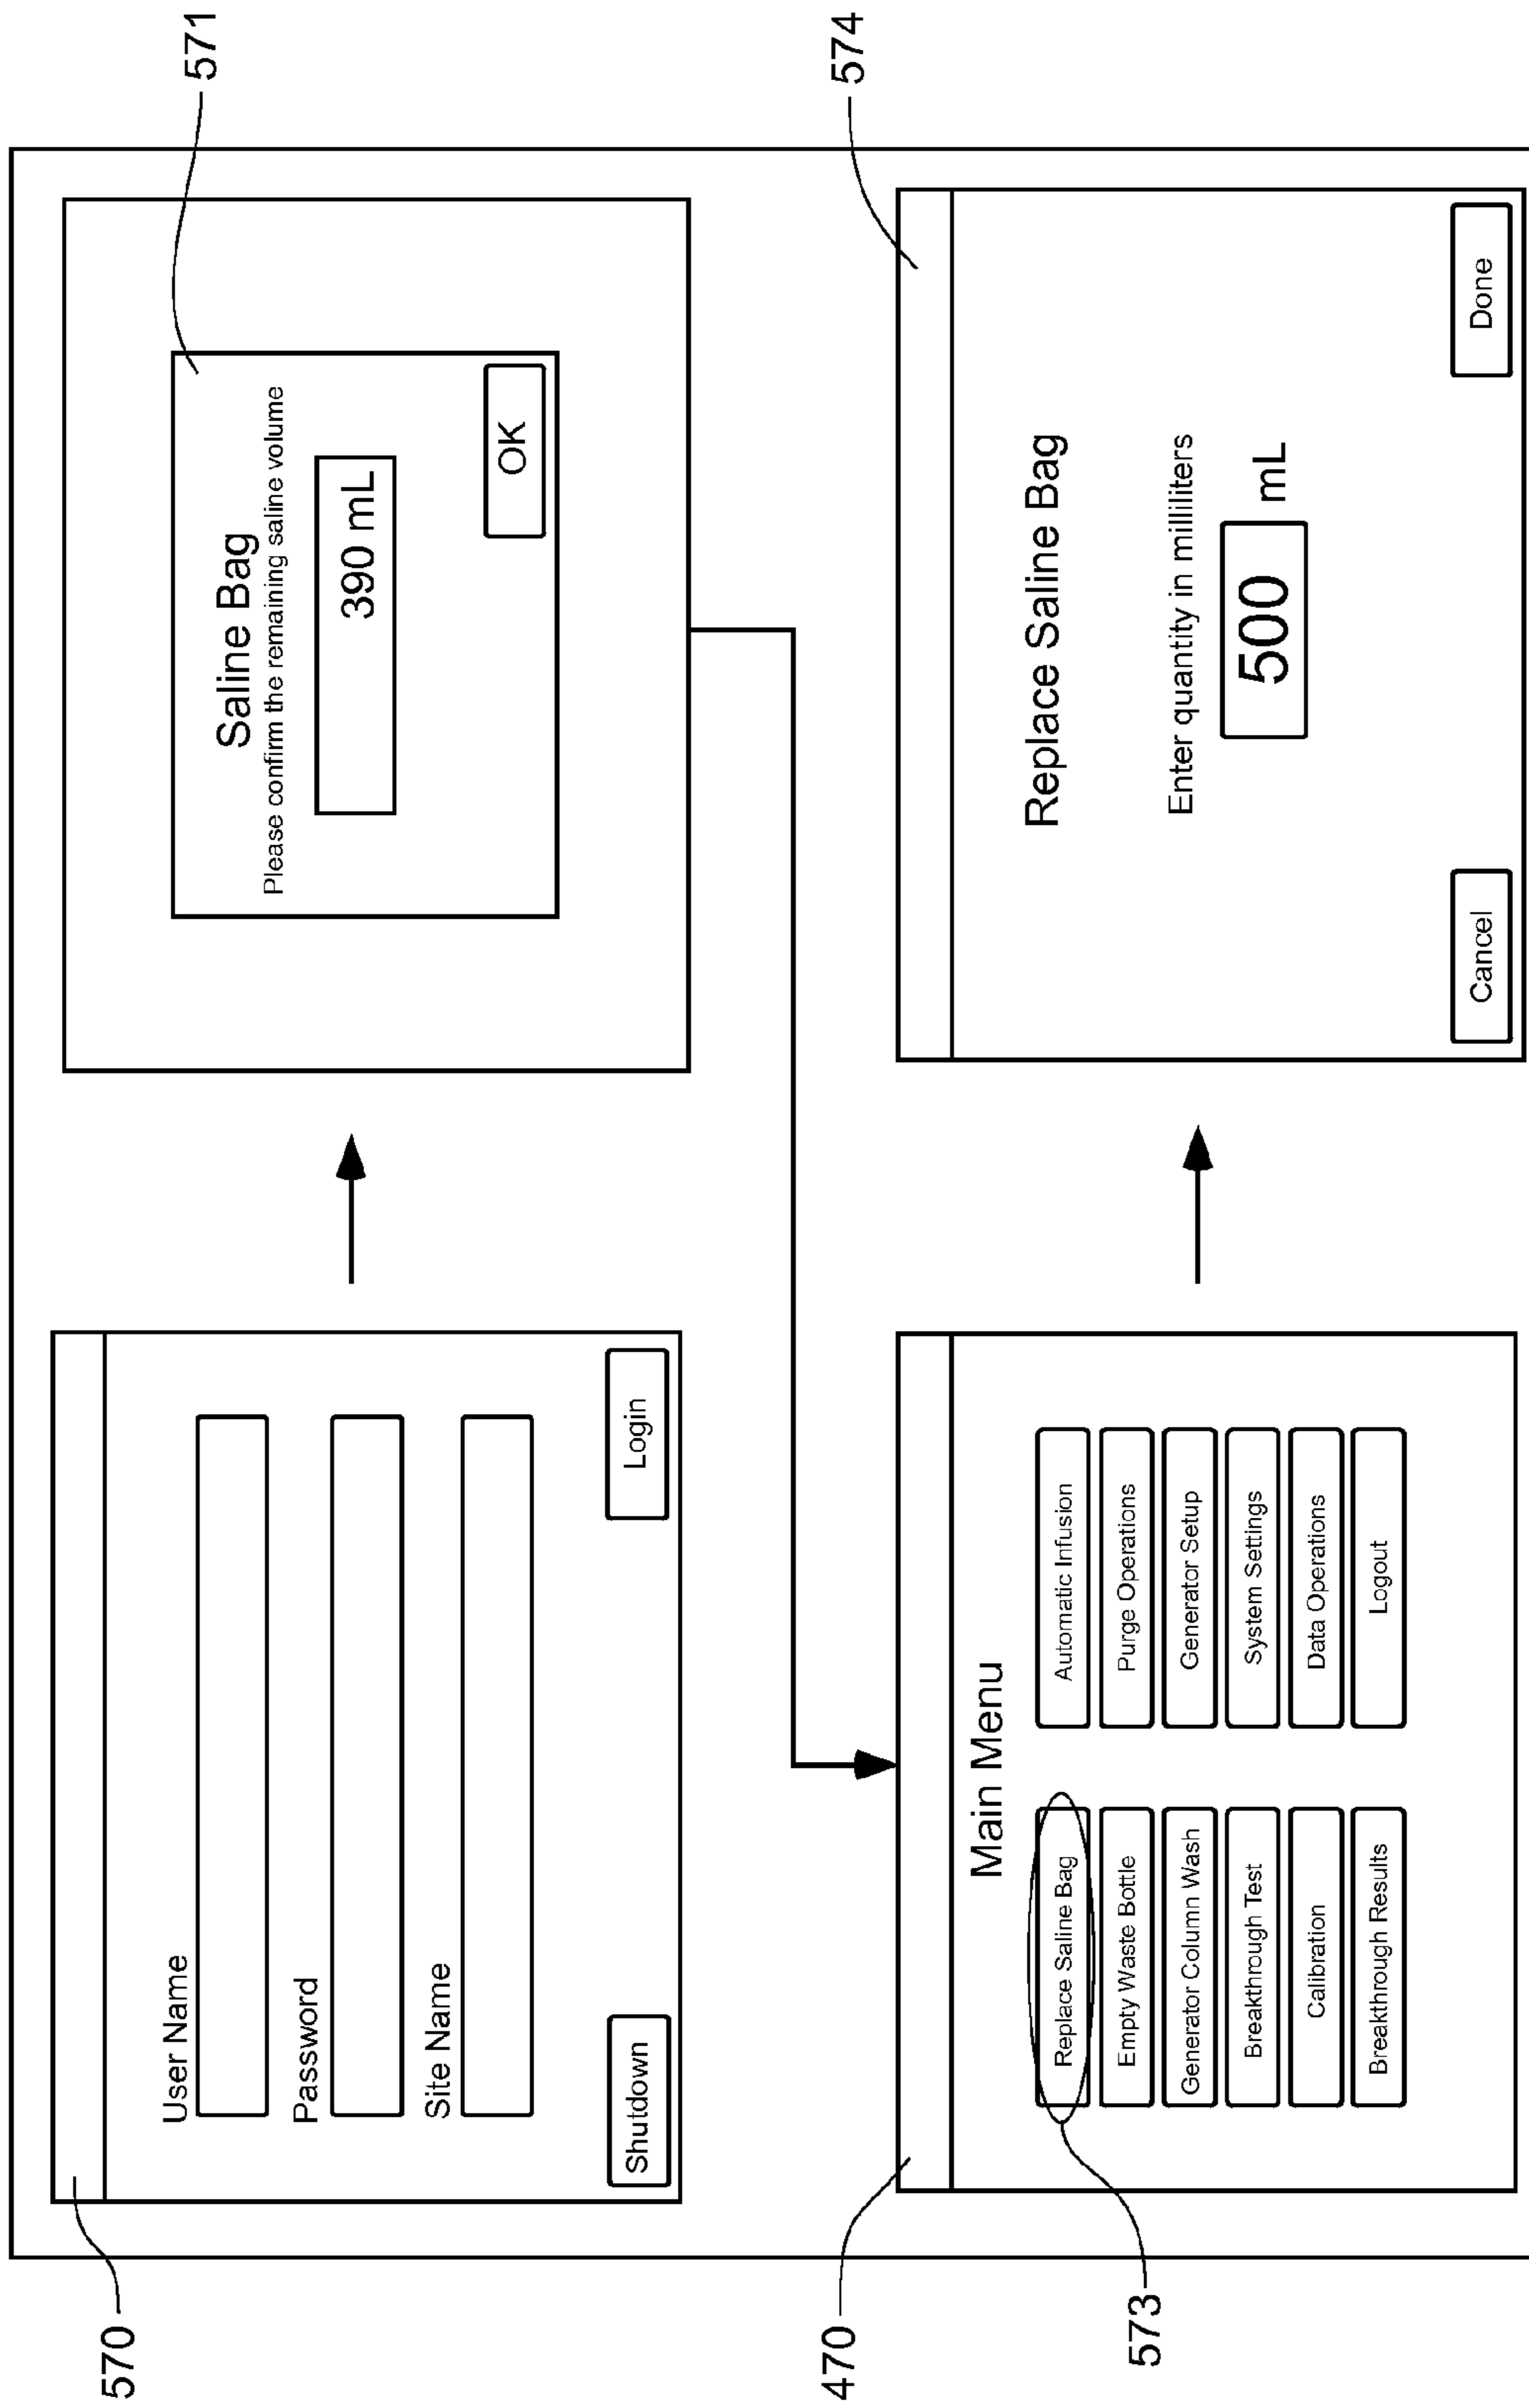 570
User Name
Password
Site Name
Shutdown
Login
571
Saline Bag
Please confirm the remaining saline volume
390 mL
OK
470
Main Menu
Replace Saline Bag
Automatic Infusion
Empty Waste Bottle
Purge Operations
Generator Column Wash
Generator Setup
Breakthrough Test
System Settings
Calibration
Data Operations
Breakthrough Results
Logout
573
574
Replace Saline Bag
Enter quantity in milliliters
500 mL
Cancel
Done